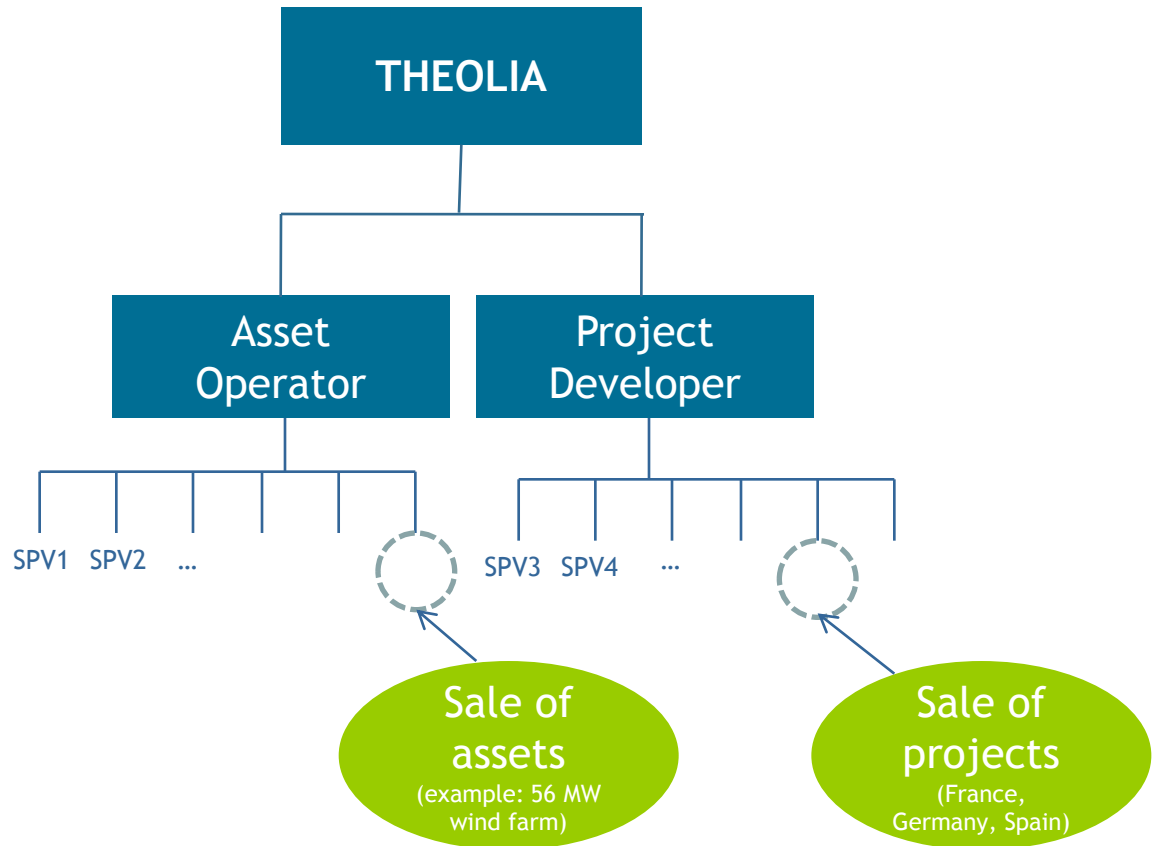 THEOLIA
Asset
Operator
Project
Developer
SPV1 SPV2 ...
SPV3 SPV4 ...
Sale of
assets
(example: 56 MW
wind farm)
Sale of
projects
(France,
Germany, Spain)